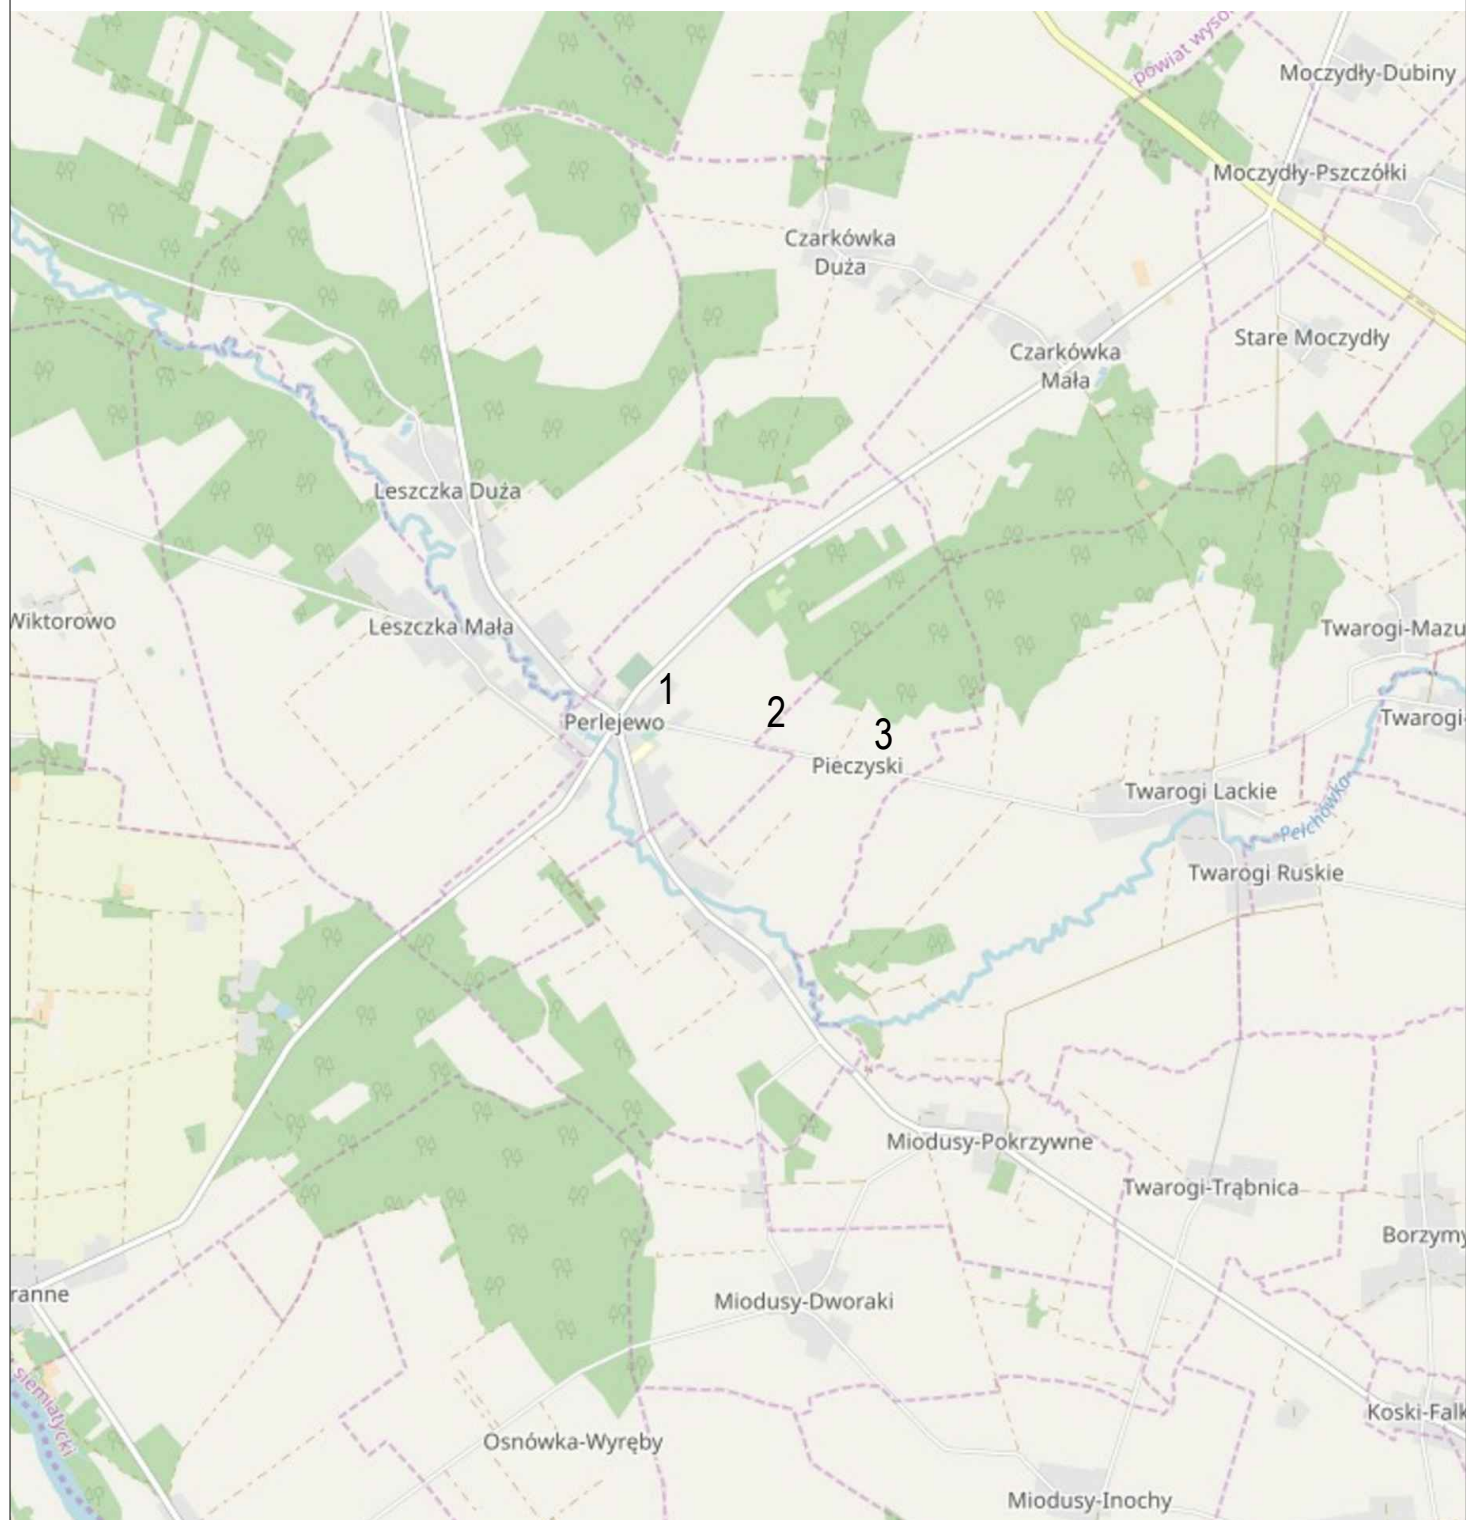 powiat wyso
Moczydły-Dubiny
Moczydły-Pszczółki
Czarkówka
Duża
Stare Moczydły
Czarkówka
Mała
Leszczka Duża
Wiktorowo
Leszczka Mała
Twarogi-Mazu
1
2
3
Perlejewo
Twarogi-
Pieczyski
Twarogi Lackie
Pełchówka
Twarogi Ruskie
Miodusy-Pokrzywne
Twarogi-Trąbnica
Borzymy
ranne
Miodusy-Dworaki
siemiatycki
Koski-Falk
Osnówka-Wyręby
Miodusy-Inochy